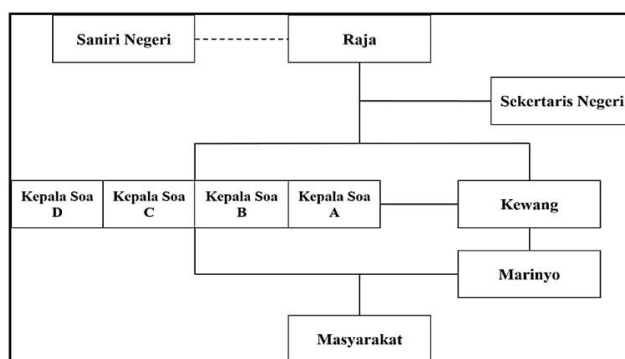 Saniri Negeri
Raja
Sekertaris Negeri
Kepala Soa
D
Kepala Soa
C
Kepala Soa
B
Kepala Soa
A
Kewang
Marinyo
Masyarakat